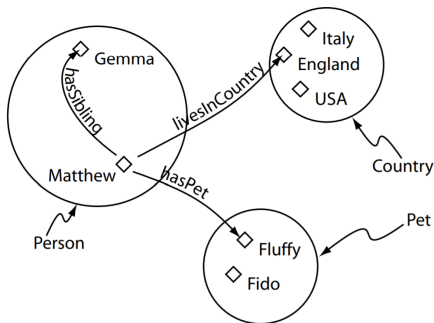 Italy
Gemma
England
hasSibling
livesInCountry
USA
Country
Matthew
hasPet
Pet
Person
Fluffy
Fido